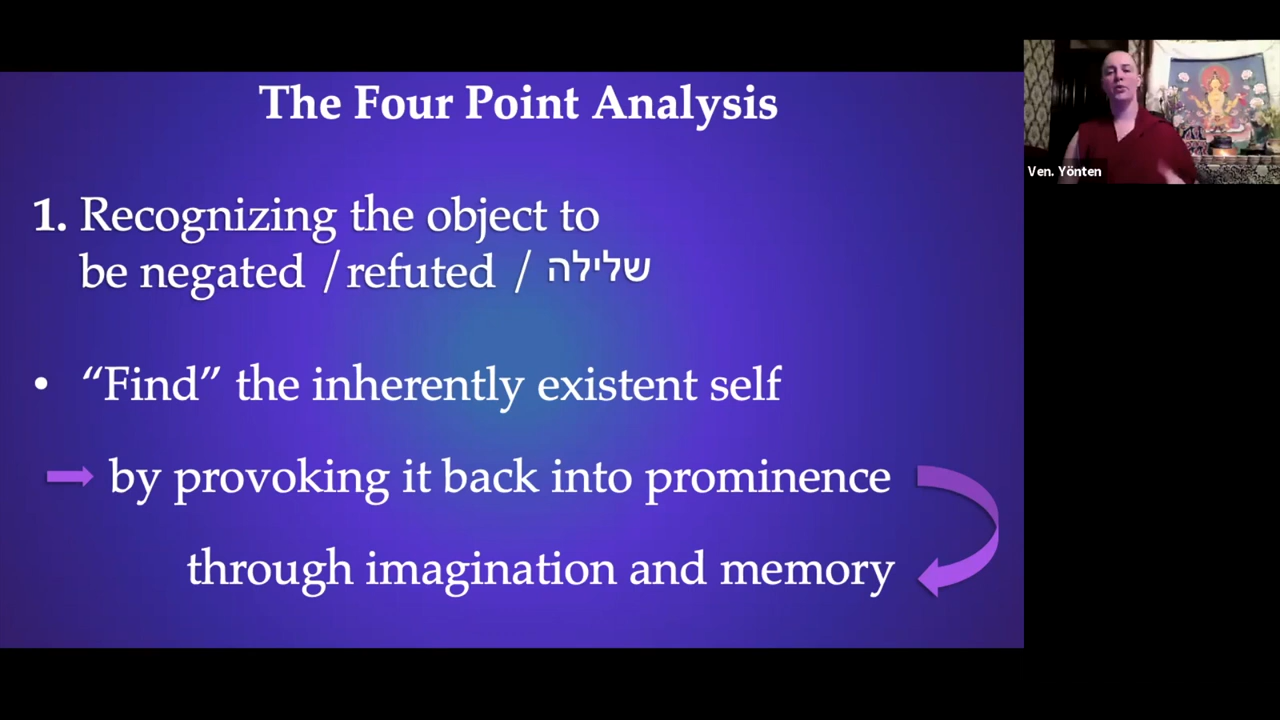 The Four Point Analysis
1. Recognizing the object to
be negated / refuted / שלילה
• “Find” the inherently existent self
by provoking it back into prominence
through imagination and memory
Ven. Yönten